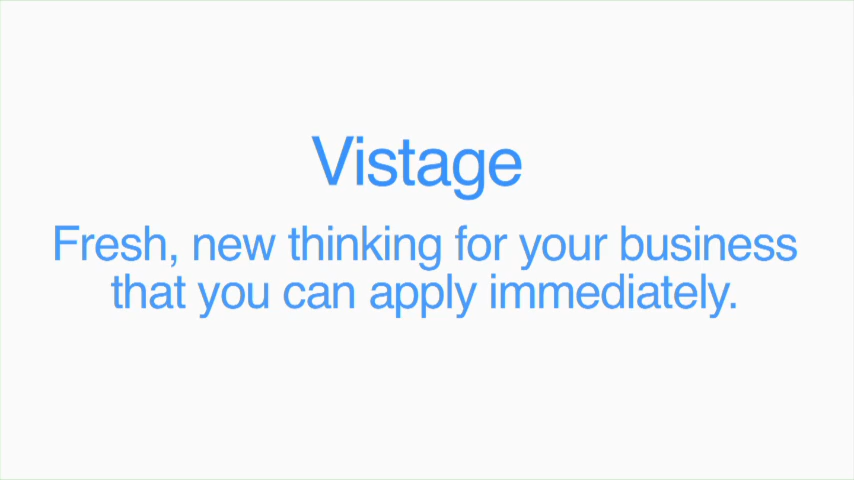 Vistage
Fresh, new thinking for your business
that you can apply immediately.